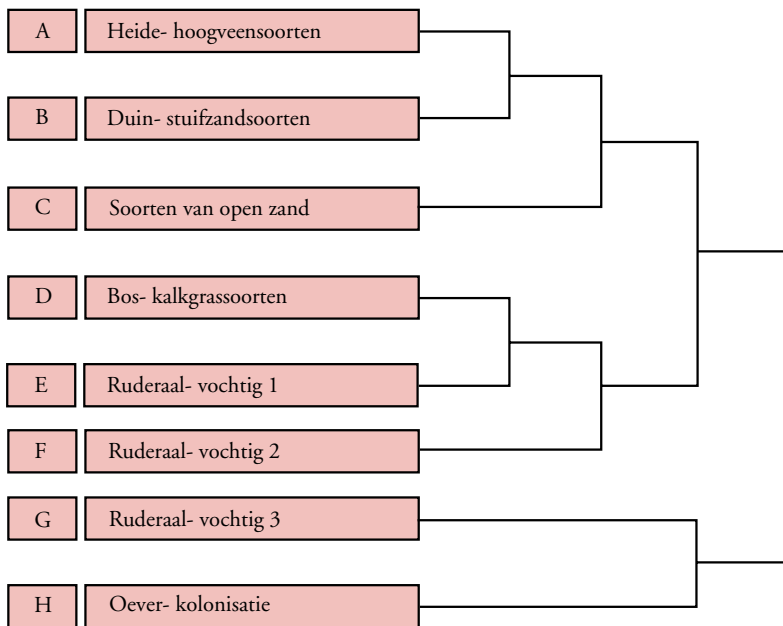 A Heide- hoogveensoorten
B Duin- stuifzandsoorten
C Soorten van open zand
D Bos- kalkgrassoorten
E Ruderaal- vochtig 1
F Ruderaal- vochtig 2
G Ruderaal- vochtig 3
H Oever- kolonisatie